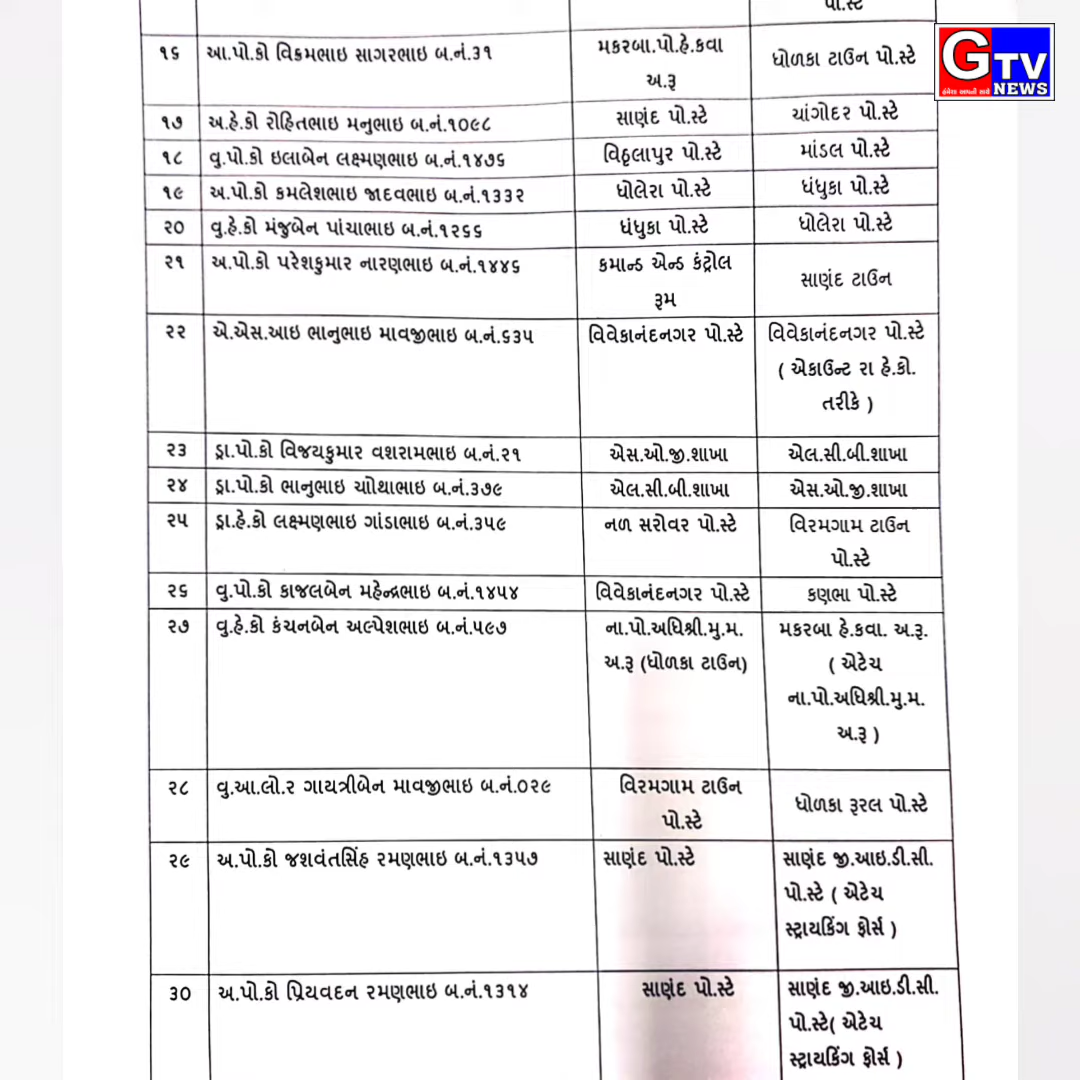 પો.સ્ટે
૧૬ આ.પો.કો વિક્રમભાઇ સાગરભાઇ બ.નં.૩૧ મકરબા.પો.હે.કવા ધોળકા ટાઉન પો.સ્ટે
અ.રૂ
૧૭ અ.હે.કો રોહિતભાઇ મનુભાઇ બ.નં.૧૦૯૮ સાણંદ પો.સ્ટે ચાંગોદર પો.સ્ટે
૧૮ વુ.પો.કો ઇલાબેન લક્ષ્મણભાઇ બ.નં.૧૪૭૬ વિઠ્ઠલાપુર પો.સ્ટે માંડલ પો.સ્ટે
૧૯ અ.પો.કો કમલેશભાઇ જાદવભાઇ બ.નં.૧૩૩૨ ધોલેરા પો.સ્ટે ધંધુકા પો.સ્ટે
૨૦ વુ.હે.કો મંજુબેન પાંચાભાઇ બ.નં.૧૨૬૬ ધંધુકા પો.સ્ટે ધોલેરા પો.સ્ટે
૨૧ અ.પો.કો પરેશકુમાર નારણભાઇ બ.નં.૧૪૪૬ કમાન્ડ એન્ડ કંટ્રોલ સાણંદ ટાઉન
રૂમ
૨૨ એ.એસ.આઇ ભાનુભાઇ માવજીભાઇ બ.નં.૬૩૫ વિવેકાનંદનગર પો.સ્ટે વિવેકાનંદનગર પો.સ્ટે
( એકાઉન્ટ રા હે.કો.
તરીકે )
૨૩ ડ્રા.પો.કો વિજયકુમાર વશરામભાઇ બ.નં.૨૧ એસ.ઓ.જી.શાખા એલ.સી.બી.શાખા
૨૪ ડ્રા.પો.કો ભાનુભાઇ ચોથાભાઇ બ.નં.૩૭૯ એલ.સી.બી.શાખા એસ.ઓ.જી.શાખા
૨૫ ડ્રા.હે.કો લક્ષ્મણભાઇ ગાંડાભાઇ બ.નં.૩૫૯ નળ સરોવર પો.સ્ટે વિરમગામ ટાઉન
પો.સ્ટે
૨૬ વુ.પો.કો કાજલબેન મહેન્દ્રભાઇ બ.નં.૧૪૫૪ વિવેકાનંદનગર પો.સ્ટે કણભા પો.સ્ટે
૨૭ વુ.હે.કો કંચનબેન અલ્પેશભાઇ બ.નં.૫૯૭ ના.પો.અધિશ્રી.મુ.મ. મકરબા હે.કવા. અ.રૂ.
અ.રૂ (ધોળકા ટાઉન) ( એટેચ
ના.પો.અધિશ્રી.મુ.મ.
અ.રૂ )
૨૮ વુ.આ.લો.ર ગાયત્રીબેન માવજીભાઇ બ.નં.૦૨૯ વિરમગામ ટાઉન ધોળકા રૂરલ પો.સ્ટે
પો.સ્ટે
૨૯ અ.પો.કો જશવંતસિંહ રમણભાઇ બ.નં.૧૩૫૭ સાણંદ પો.સ્ટે સાણંદ જી.આઇ.ડી.સી.
પો.સ્ટે ( એટેચ
સ્ટ્રાયકિંગ ફોર્સ )
૩૦ અ.પો.કો પ્રિયવદન રમણભાઇ બ.નં.૧૩૧૪ સાણંદ પો.સ્ટે સાણંદ જી.આઇ.ડી.સી.
પો.સ્ટે( એટેચ
સ્ટ્રાયકિંગ ફોર્સ )
GTV
NEWS